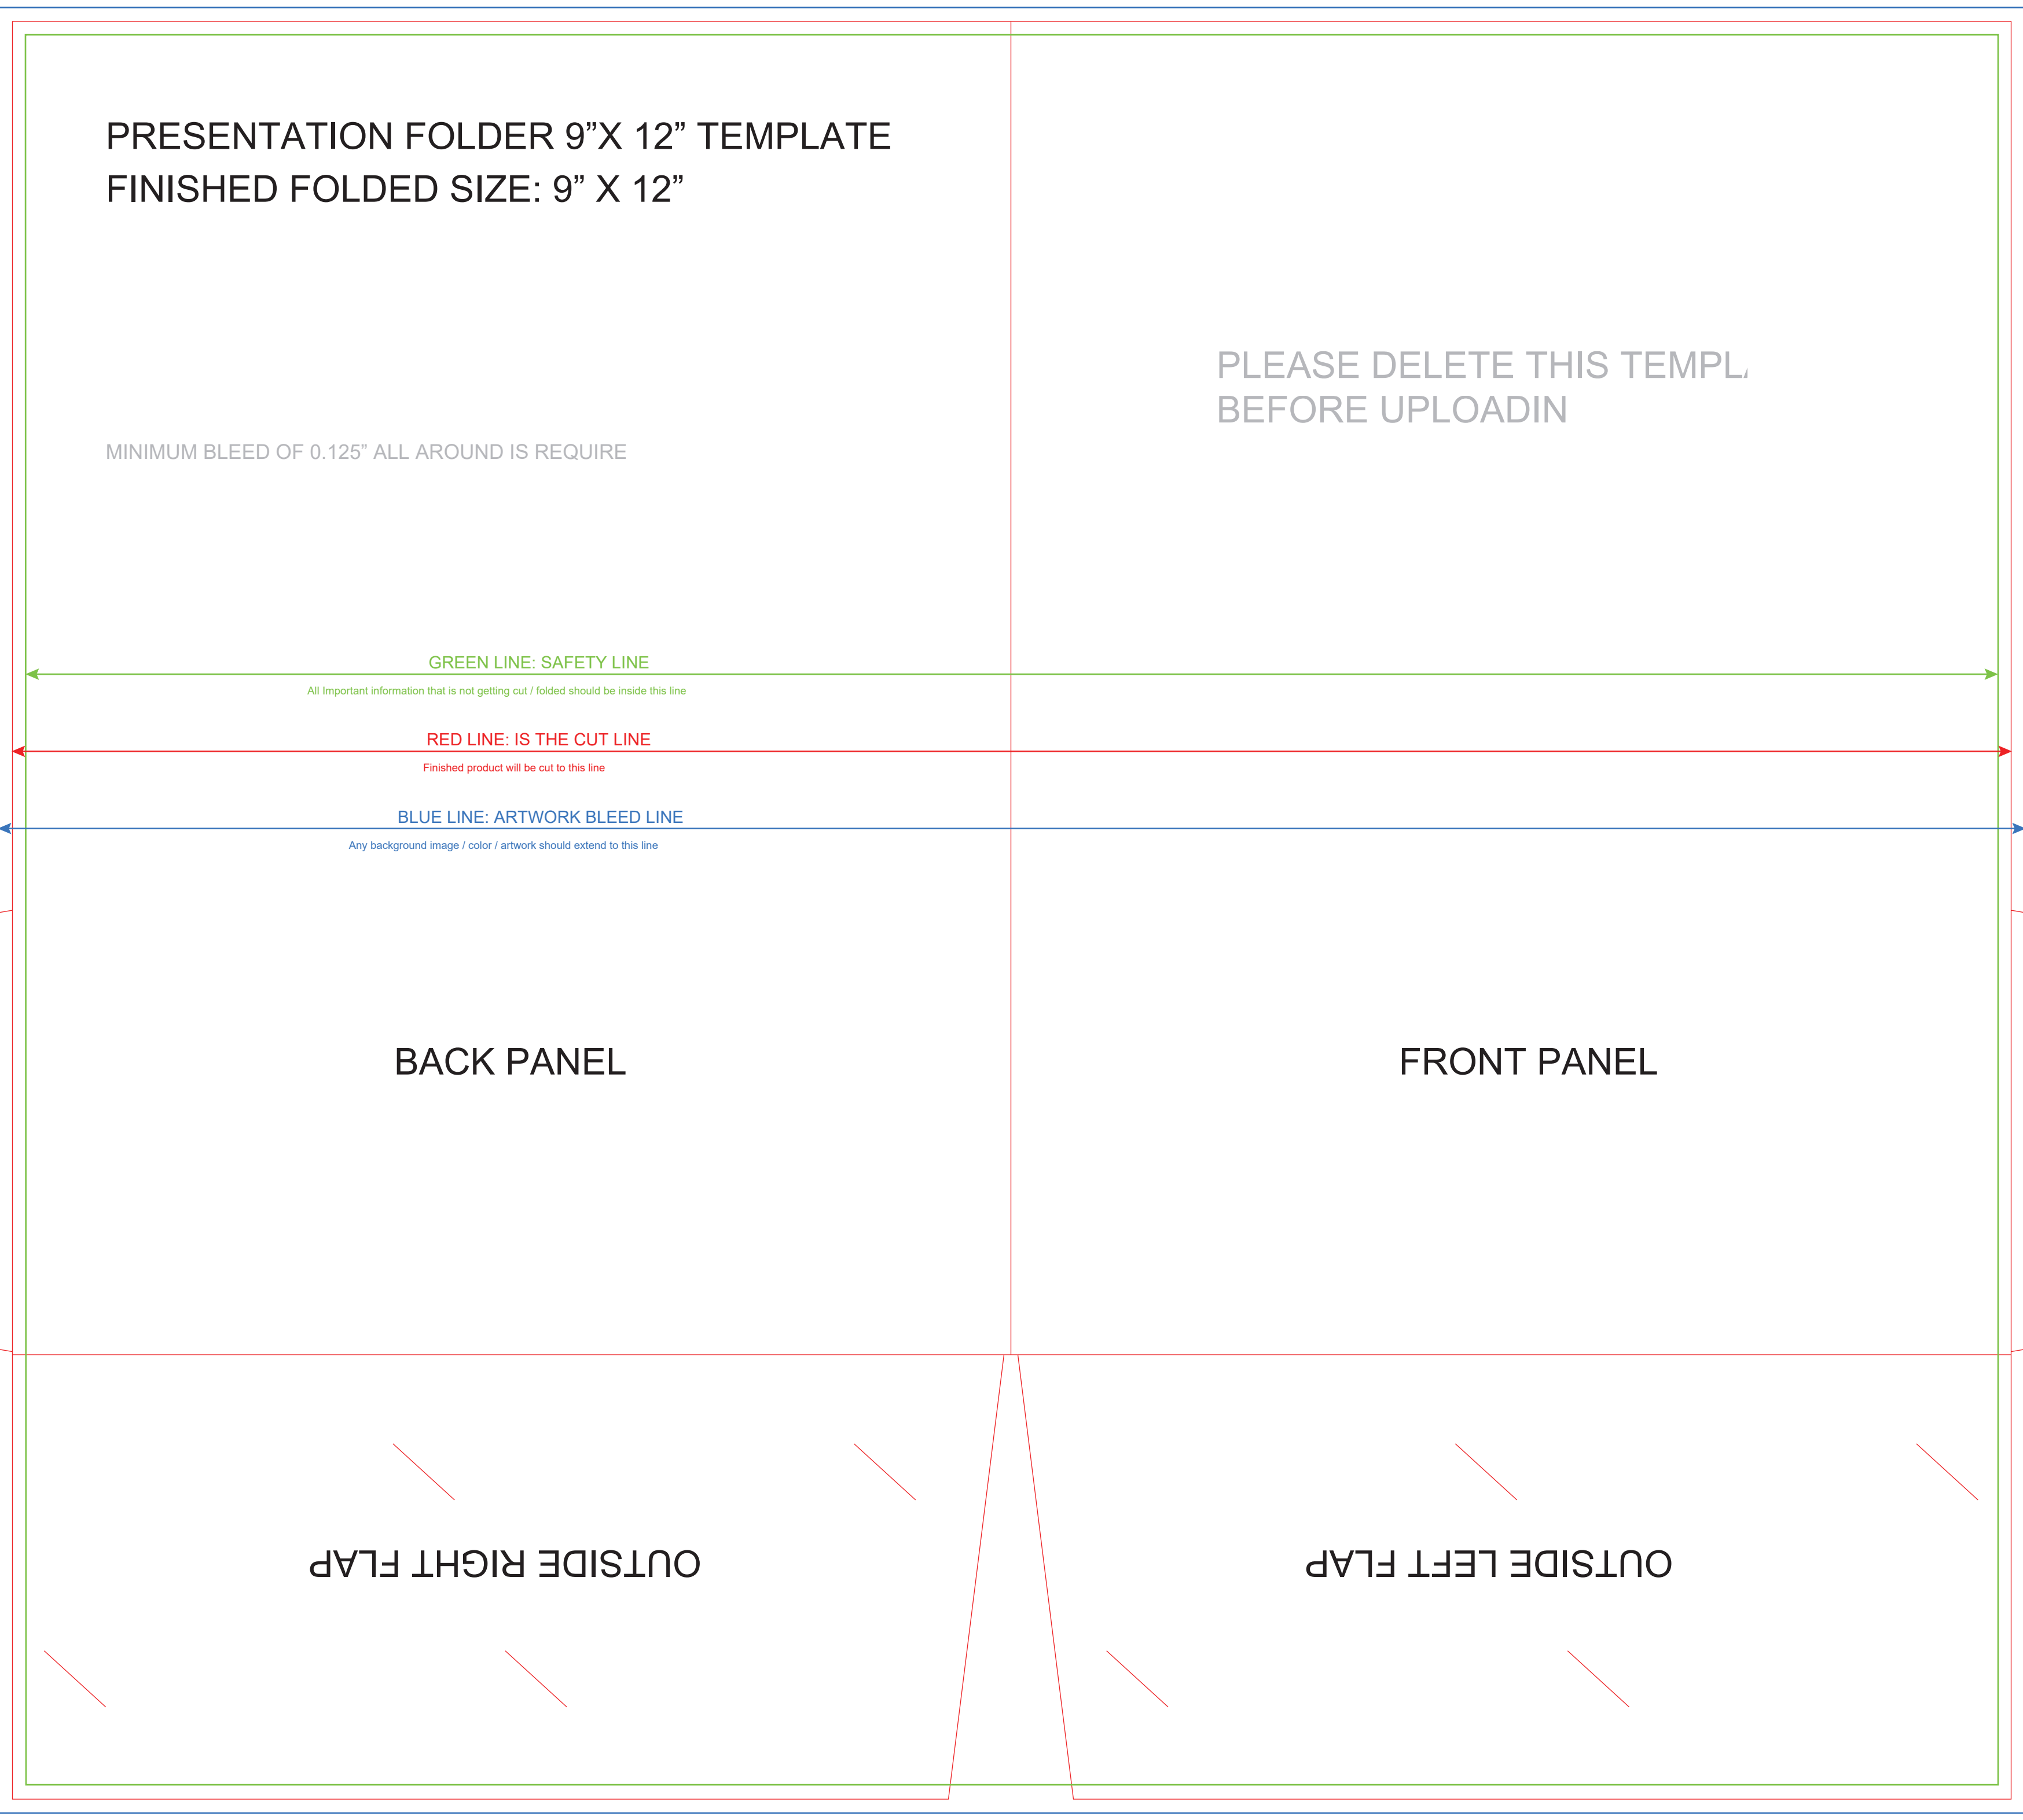 PRESENTATION FOLDER 9”X 12” TEMPLATE
FINISHED FOLDED SIZE: 9” X 12”
PLEASE DELETE THIS TEMPL
BEFORE UPLOADIN
MINIMUM BLEED OF 0.125” ALL AROUND IS REQUIRE
GREEN LINE: SAFETY LINE
All Important information that is not getting cut / folded should be inside this line
RED LINE: IS THE CUT LINE
Finished product will be cut to this line
BLUE LINE: ARTWORK BLEED LINE
Any background image / color / artwork should extend to this line
BACK PANEL
FRONT PANEL
OUTSIDE RIGHT FLAP
OUTSIDE LEFT FLAP